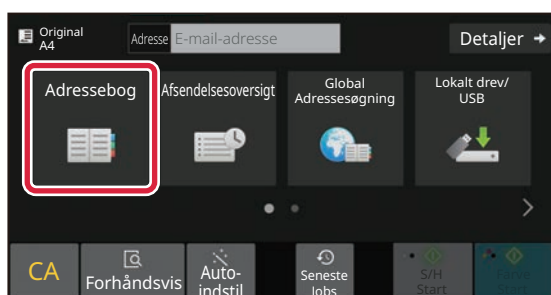 Original
A4
Adresse E-mail-adresse
Detaljer
Adressebog
Afsendelsesoversigt
Global
Adressesøgning
Lokalt drev/
USB
CA
Forhåndsvis
Auto-
indstil
Seneste
Jobs
S/H
Start
Farve
Start